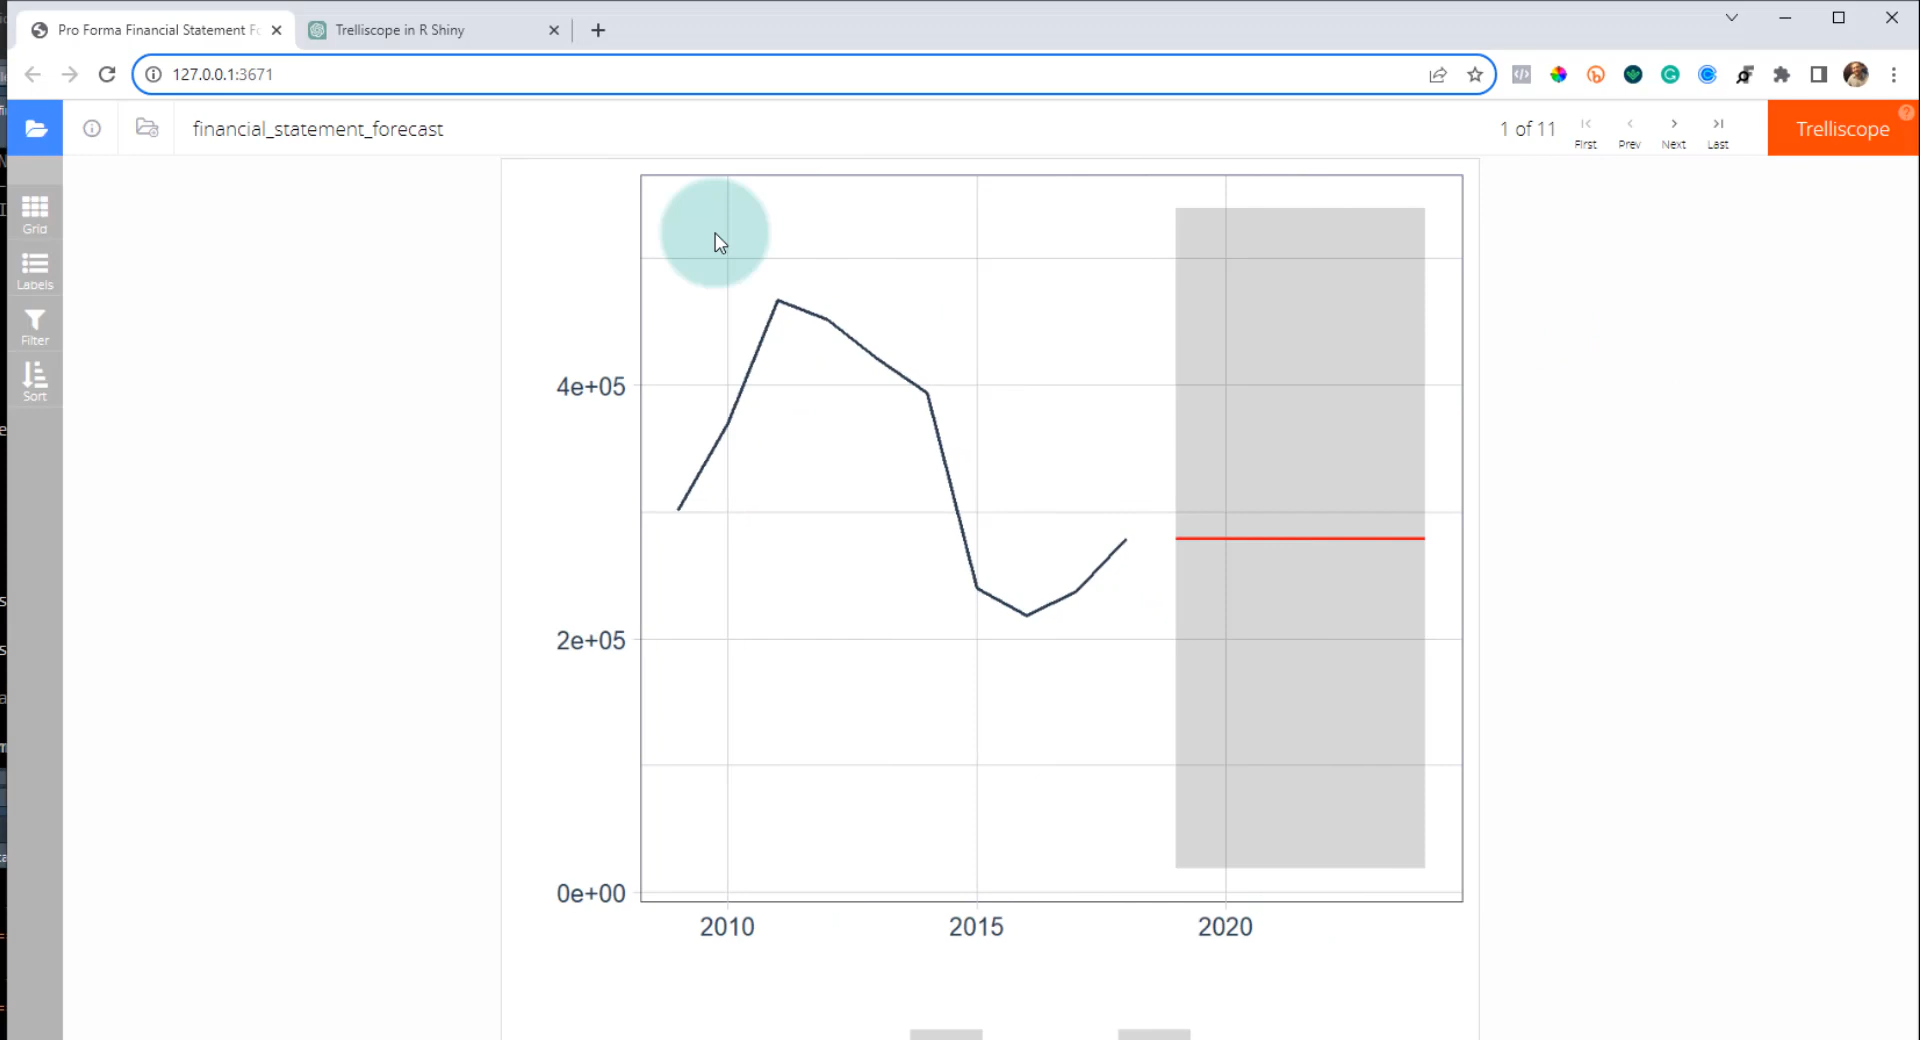 Pro Forma Financial Statement Fo
Trelliscope in R Shiny
127.0.0.1:3671
financial_statement_forecast
1 of 11
First
Prev
Next
Last
Trelliscope
?
Grid
Labels
Filter
Sort
4e+05
2e+05
0e+00
2010
2015
2020